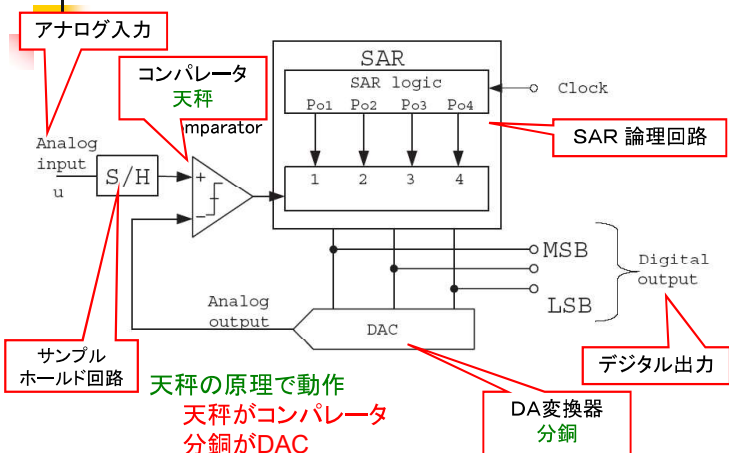 アナログ入力
SAR
コンパレータ
天秤
mparator
SAR logic
Po1 Po2 Po3 Po4
Clock
SAR 論理回路
Analog
input
u
S/H
+
−
1 2 3 4
MSB
LSB
Digital
output
Analog
output
DAC
サンプル
ホールド回路
デジタル出力
天秤の原理で動作
天秤がコンパレータ
分銅がDAC
DA変換器
分銅